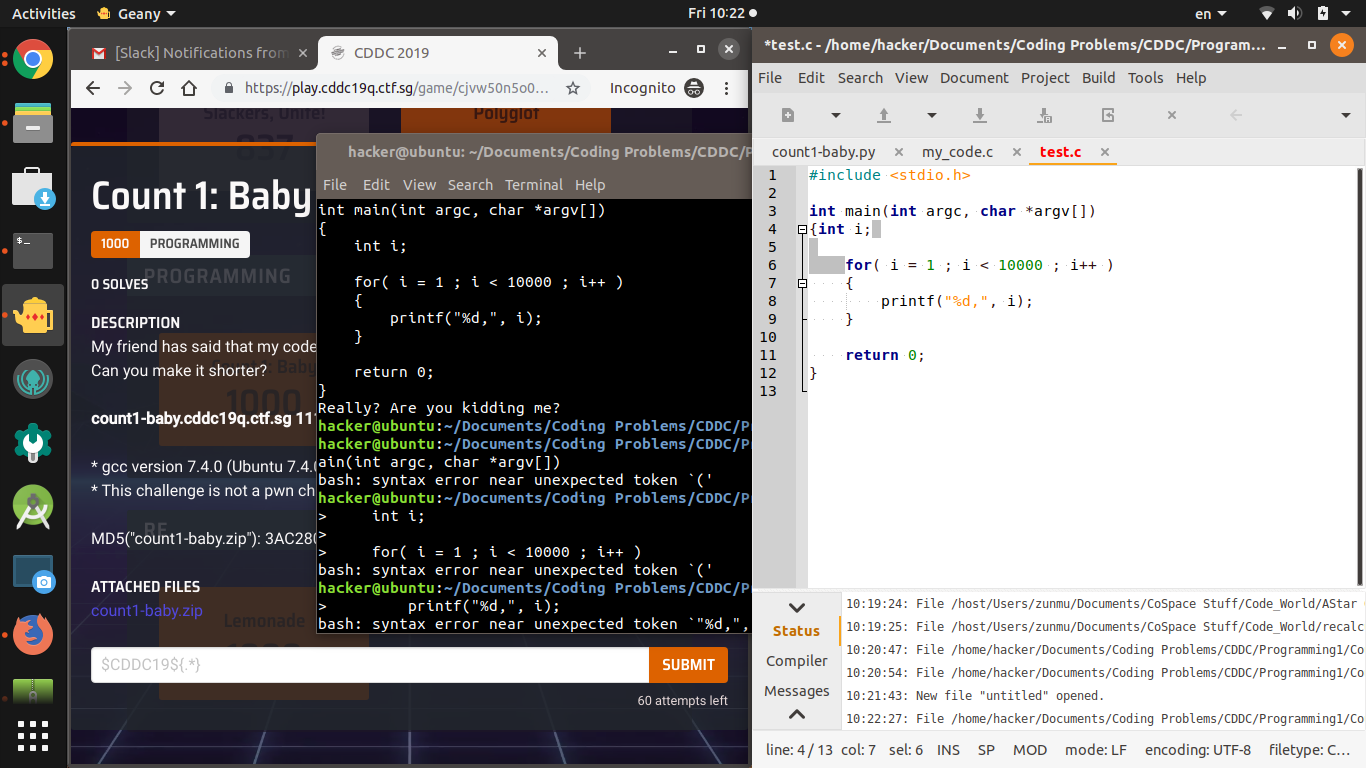 Activities
Geany
Fri 10:22
en
[Slack] Notifications from
CDDC 2019
https://play.cddc19q.ctf.sg/game/cjvw50n5o0...
Incognito
Slackers, Unite!
837
Polyglot
Count 1: Baby
1000 PROGRAMMING
PROGRAMMING
0 SOLVES
DESCRIPTION
My friend has said that my code
Can you make it shorter?
1000
count1-baby.cddc19q.ctf.sg 111
* gcc version 7.4.0 (Ubuntu 7.4.0
* This challenge is not a pwn ch
RE
MD5("count1-baby.zip"): 3AC280
ATTACHED FILES
count1-baby.zip
Lemonade
$CDDC19${.*}
SUBMIT
60 attempts left
hacker@ubuntu: ~/Documents/Coding Problems/CDDC/P
File Edit View Search Terminal Help
int main(int argc, char *argv[])
{
    int i;
    for( i = 1 ; i < 10000 ; i++ )
    {
        printf("%d,", i);
    }
    return 0;
}
Really? Are you kidding me?
hacker@ubuntu:~/Documents/Coding Problems/CDDC/P
hacker@ubuntu:~/Documents/Coding Problems/CDDC/P
ain(int argc, char *argv[])
bash: syntax error near unexpected token `('
hacker@ubuntu:~/Documents/Coding Problems/CDDC/P
>     int i;
>
>     for( i = 1 ; i < 10000 ; i++ )
bash: syntax error near unexpected token `('
hacker@ubuntu:~/Documents/Coding Problems/CDDC/P
>         printf("%d,", i);
bash: syntax error near unexpected token `"%d,",
*test.c - /home/hacker/Documents/Coding Problems/CDDC/Program...
File Edit Search View Document Project Build Tools Help
count1-baby.py
my_code.c
test.c
1 #include <stdio.h>
2
3 int main(int argc, char *argv[])
4 {int i;
5
6     for( i = 1 ; i < 10000 ; i++ )
7     {
8         printf("%d,", i);
9     }
10
11     return 0;
12 }
13
Status
Compiler
Messages
10:19:24: File /host/Users/zunmu/Documents/CoSpace Stuff/Code_World/AStar
10:19:25: File /host/Users/zunmu/Documents/CoSpace Stuff/Code_World/recalc
10:20:47: File /home/hacker/Documents/Coding Problems/CDDC/Programming1/Co
10:20:54: File /home/hacker/Documents/Coding Problems/CDDC/Programming1/Co
10:21:43: New file "untitled" opened.
10:22:27: File /home/hacker/Documents/Coding Problems/CDDC/Programming1/Co
line: 4 / 13 col: 7 sel: 6 INS SP MOD mode: LF encoding: UTF-8 filetype: C...